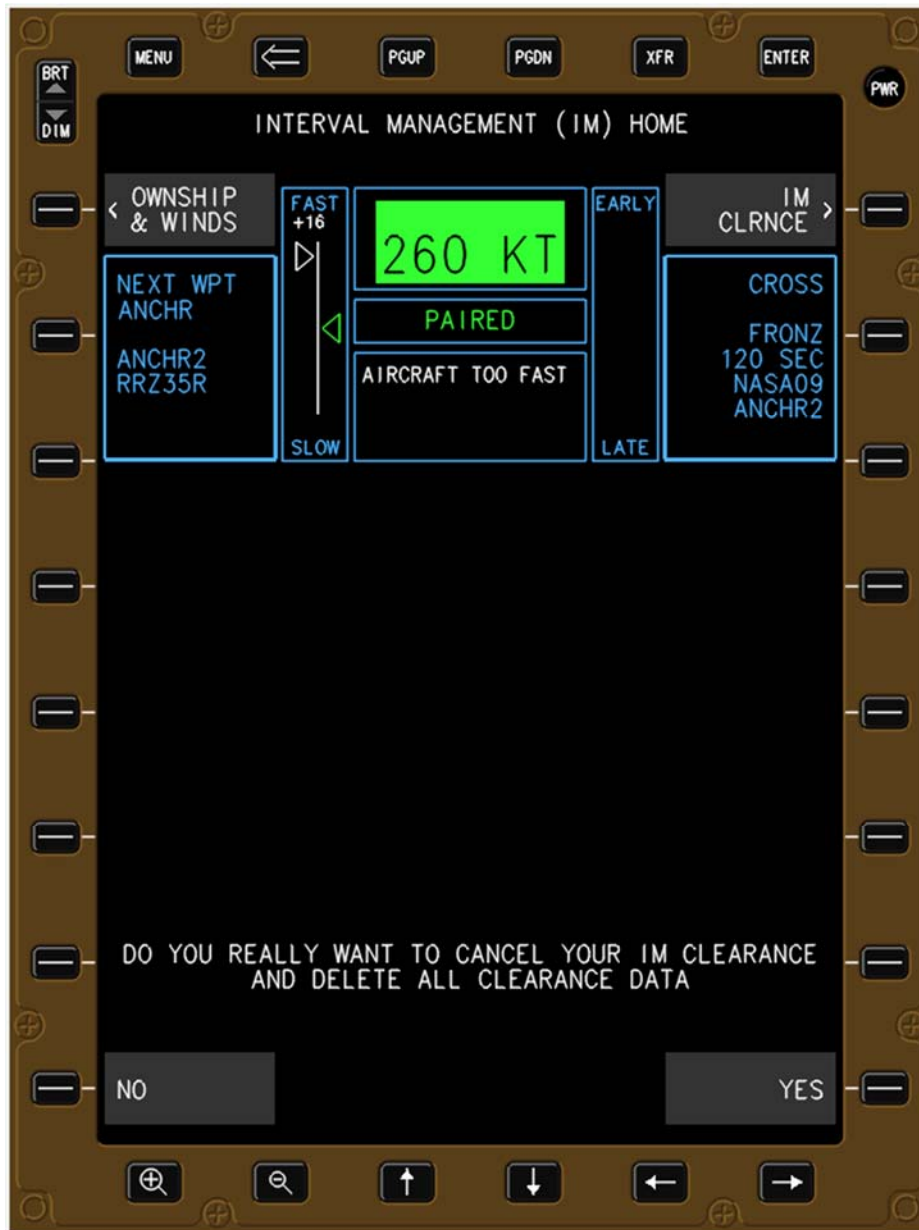 MENU
PGUP
PGDN
XFR
ENTER
BRT
DIM
PWR
INTERVAL MANAGEMENT (IM) HOME
< OWNSHIP
& WINDS
FAST
+16
SLOW
260 KT
PAIRED
AIRCRAFT TOO FAST
EARLY
LATE
IM >
CLRNCE
NEXT WPT
ANCHR
ANCHR2
RRZ35R
CROSS
FRONZ
120 SEC
NASA09
ANCHR2
DO YOU REALLY WANT TO CANCEL YOUR IM CLEARANCE
AND DELETE ALL CLEARANCE DATA
NO
YES